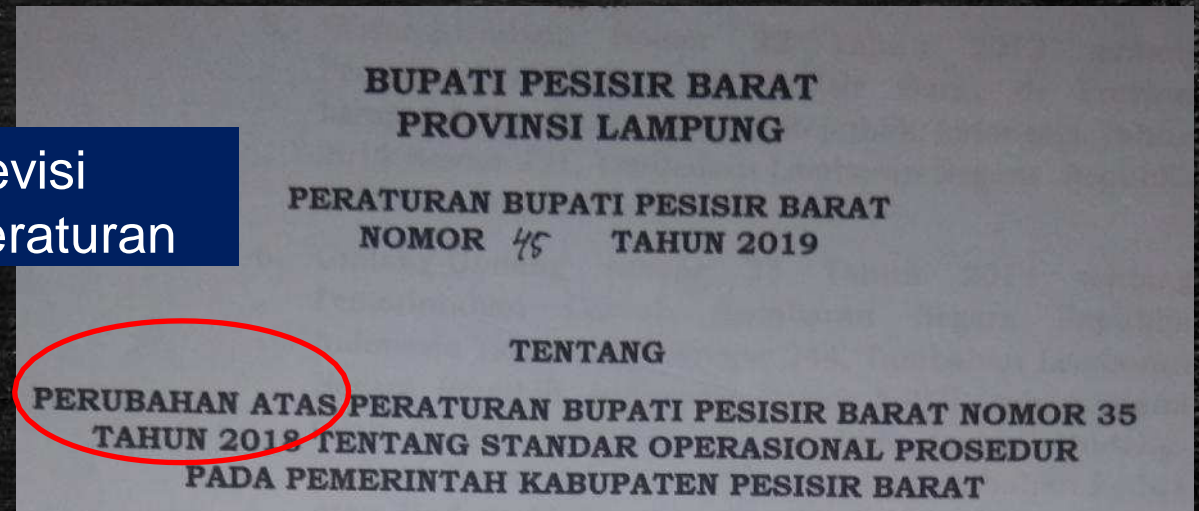 BUPATI PESISIR BARAT
PROVINSI LAMPUNG
evisi
eraturan
PERATURAN BUPATI PESISIR BARAT
NOMOR 45 TAHUN 2019
TENTANG
PERUBAHAN ATAS PERATURAN BUPATI PESISIR BARAT NOMOR 35
TAHUN 2018 TENTANG STANDAR OPERASIONAL PROSEDUR
PADA PEMERINTAH KABUPATEN PESISIR BARAT